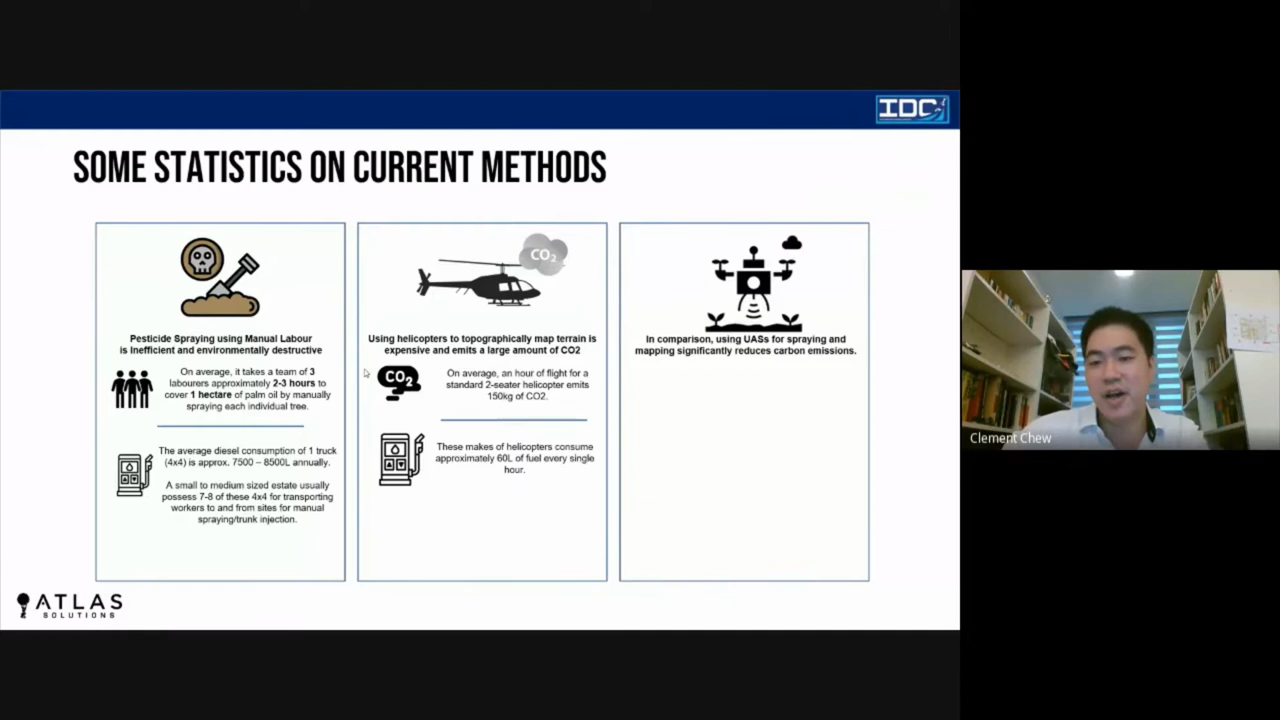 IDC
SOME STATISTICS ON CURRENT METHODS
Pesticide Spraying using Manual Labour
is Inefficient and environmentally destructive
On average, it takes a team of 3
labourers approximately 2-3 hours to
cover 1 hectare of palm oil by manually
spraying each individual tree.
The average diesel consumption of 1 truck
(4x4) is approx. 7500 – 8500L annually.
A small to medium sized estate usually
possess 7-8 of these 4x4 for transporting
workers to and from sites for manual
spraying/trunk injection.
CO2
Using helicopters to topographically map terrain is
expensive and emits a large amount of CO2
CO2
On average, an hour of flight for a
standard 2-seater helicopter emits
150kg of CO2.
These makes of helicopters consume
approximately 60L of fuel every single
hour.
In comparison, using UASs for spraying and
mapping significantly reduces carbon emissions.
ATLAS
SOLUTIONS
Clement Chew